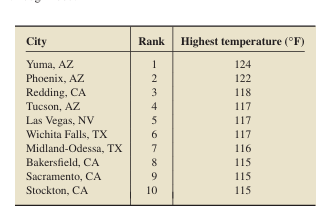 City Rank Highest temperature (°F)
Yuma, AZ 1 124
Phoenix, AZ 2 122
Redding, CA 3 118
Tucson, AZ 4 117
Las Vegas, NV 5 117
Wichita Falls, TX 6 117
Midland-Odessa, TX 7 116
Bakersfield, CA 8 115
Sacramento, CA 9 115
Stockton, CA 10 115